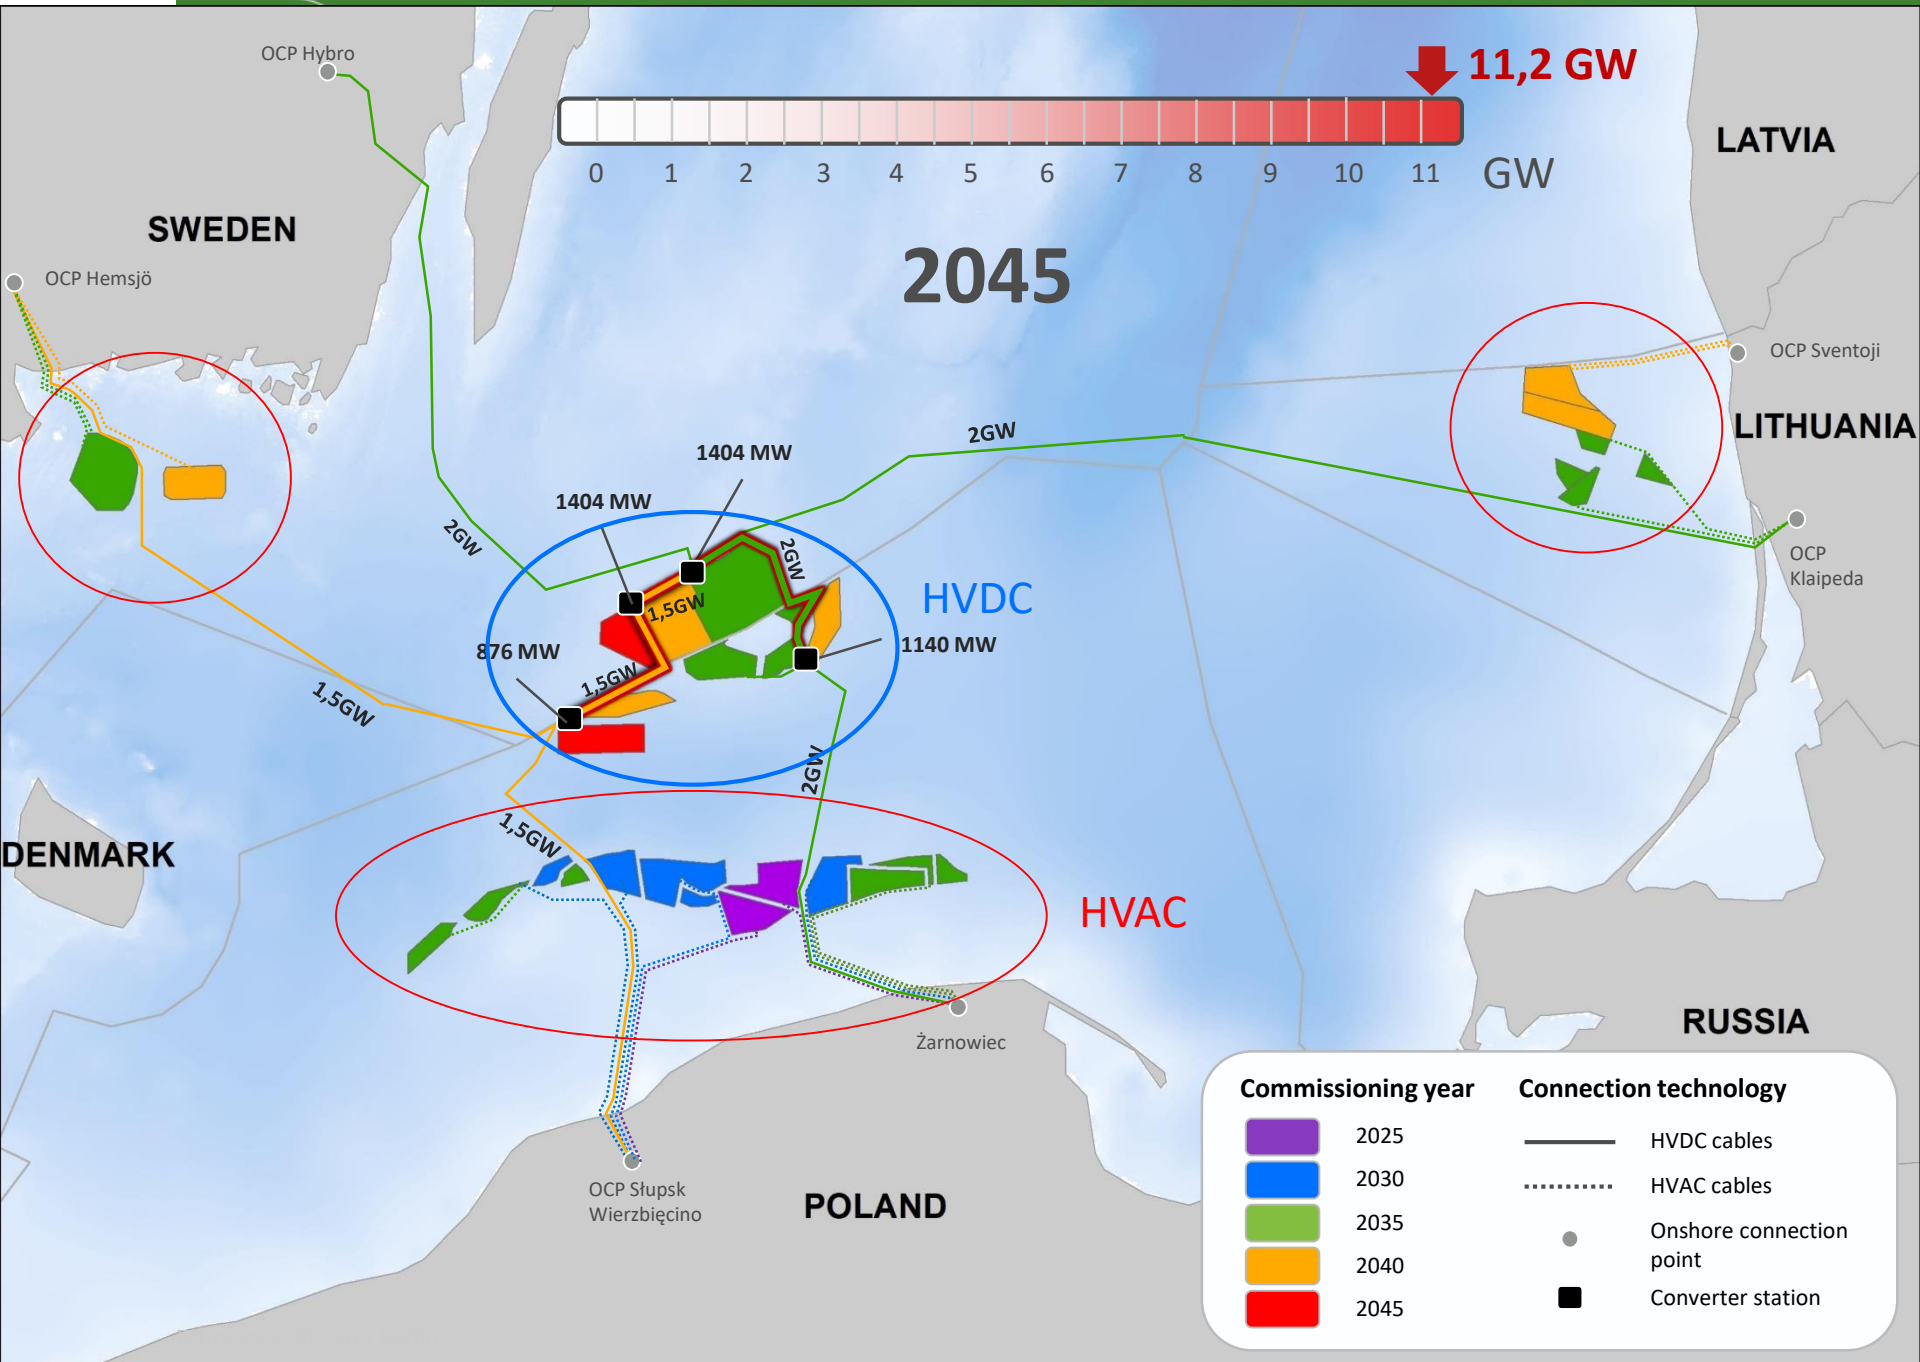 OCP Hybro
11,2 GW
0 1 2 3 4 5 6 7 8 9 10 11 GW
LATVIA
SWEDEN
2045
OCP Hemsjö
OCP Sventoji
LITHUANIA
2GW
1404 MW
1404 MW
2GW
2GW
OCP
Klaipeda
HVDC
1,5GW
876 MW
1140 MW
1,5GW
1,5GW
2GW
1,5GW
DENMARK
HVAC
RUSSIA
Żarnowiec
OCP Słupsk
Wierzbięcino
POLAND
Commissioning year
2025
2030
2035
2040
2045
Connection technology
HVDC cables
HVAC cables
Onshore connection
point
Converter station